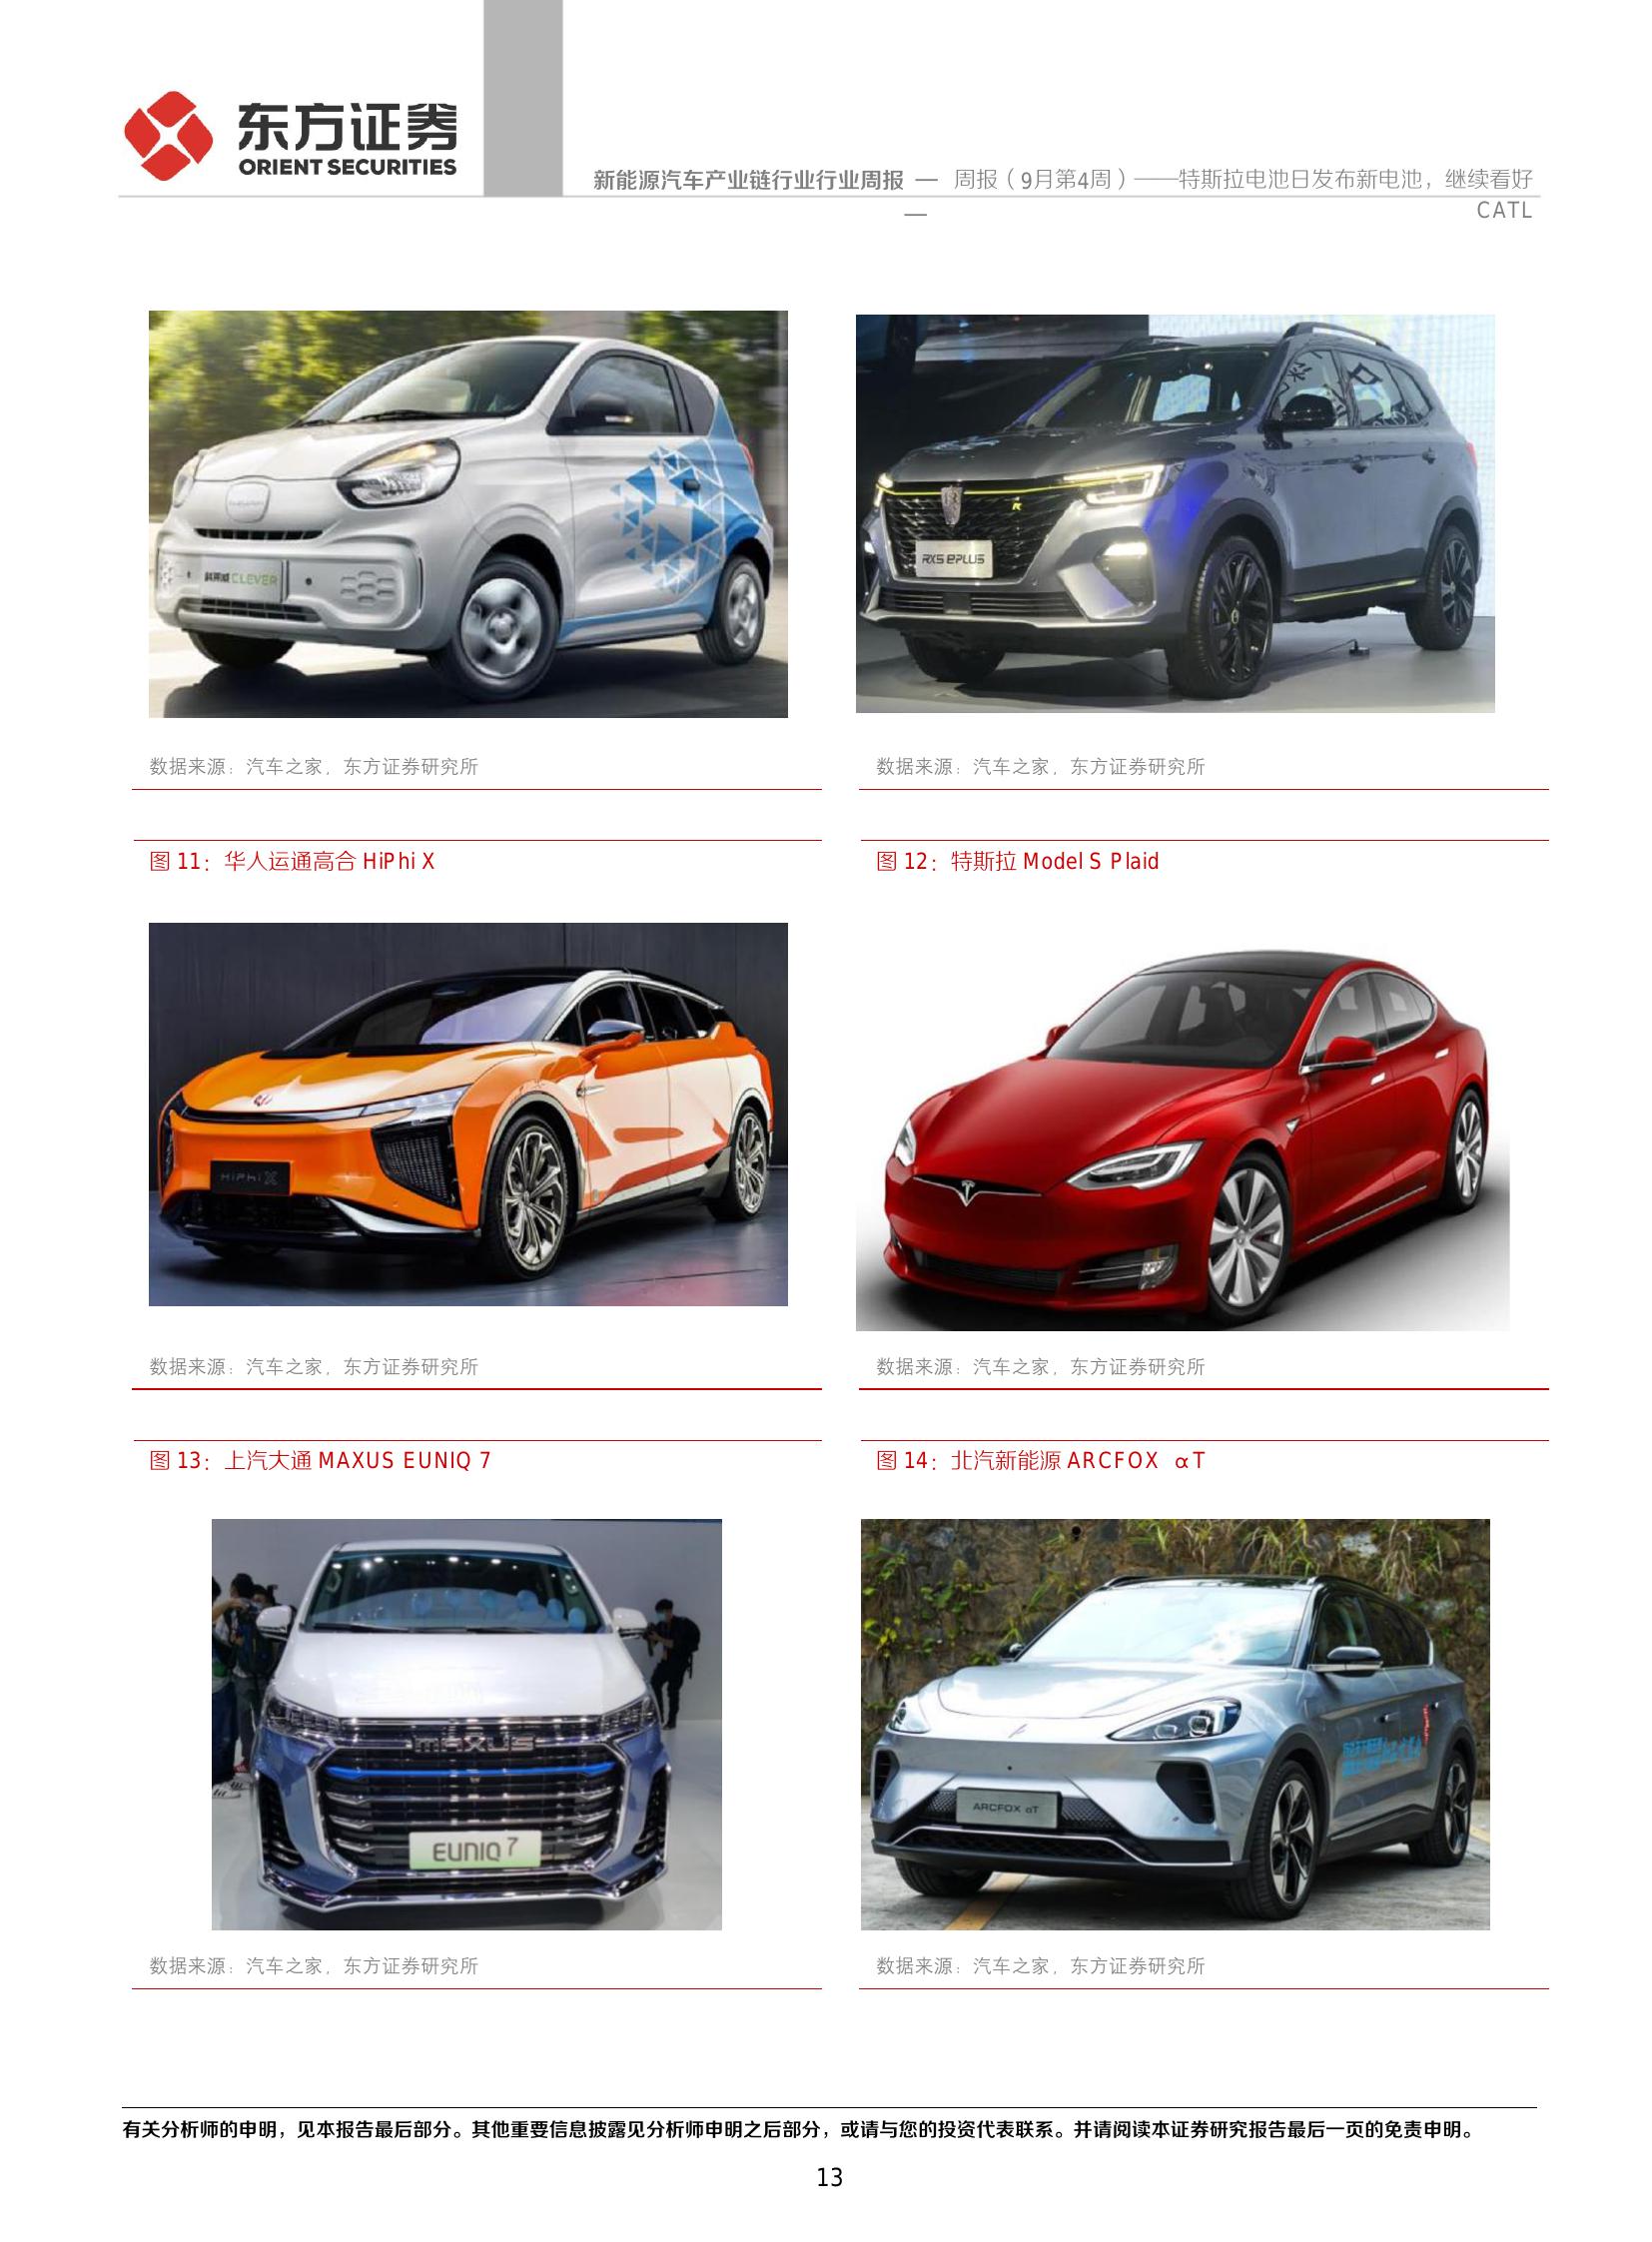 东方证券
ORIENT SECURITIES
新能源汽车产业链行业行业周报 —— 周报（9月第4周）——特斯拉电池日发布新电池，继续看好
CATL
科莱威CLEVER
RX5 ePLUS
数据来源：汽车之家，东方证券研究所
数据来源：汽车之家，东方证券研究所
图 11：华人运通高合 HiPhi X
图 12：特斯拉 Model S Plaid
HiPhi X
数据来源：汽车之家，东方证券研究所
数据来源：汽车之家，东方证券研究所
图 13：上汽大通 MAXUS EUNIQ 7
图 14：北汽新能源 ARCFOX αT
MAXUS
EUNIQ 7
ARCFOX αT
数据来源：汽车之家，东方证券研究所
数据来源：汽车之家，东方证券研究所
有关分析师的申明，见本报告最后部分。其他重要信息披露见分析师申明之后部分，或请与您的投资代表联系。并请阅读本证券研究报告最后一页的免责申明。
13